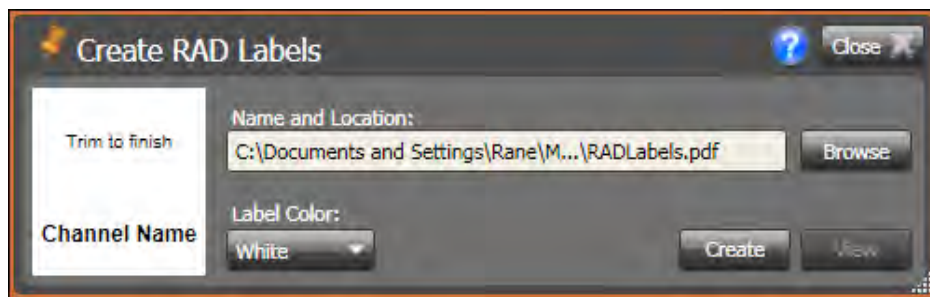 Create RAD Labels
? Close
Trim to finish
Channel Name
Name and Location:
C:\Documents and Settings\Rane\M...\RADLabels.pdf
Browse
Label Color:
White
Create
View